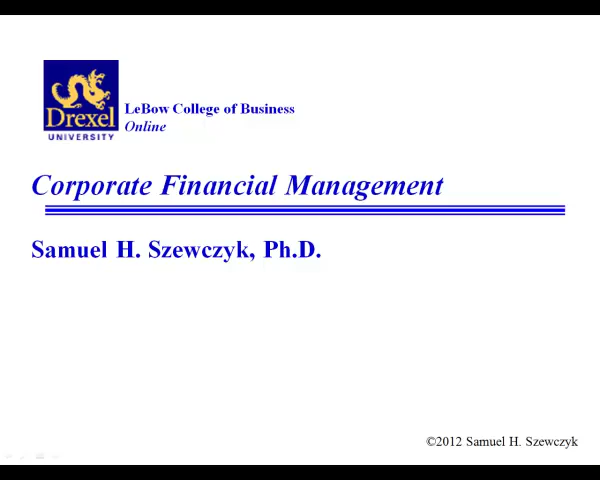 Drexel
UNIVERSITY
LeBow College of Business
Online
Corporate Financial Management
Samuel H. Szewczyk, Ph.D.
©2012 Samuel H. Szewczyk